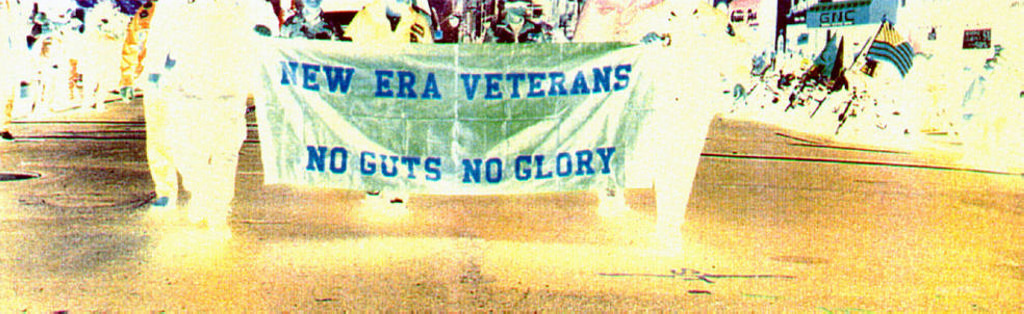 GNC
NEW ERA VETERANS
NO GUTS NO GLORY